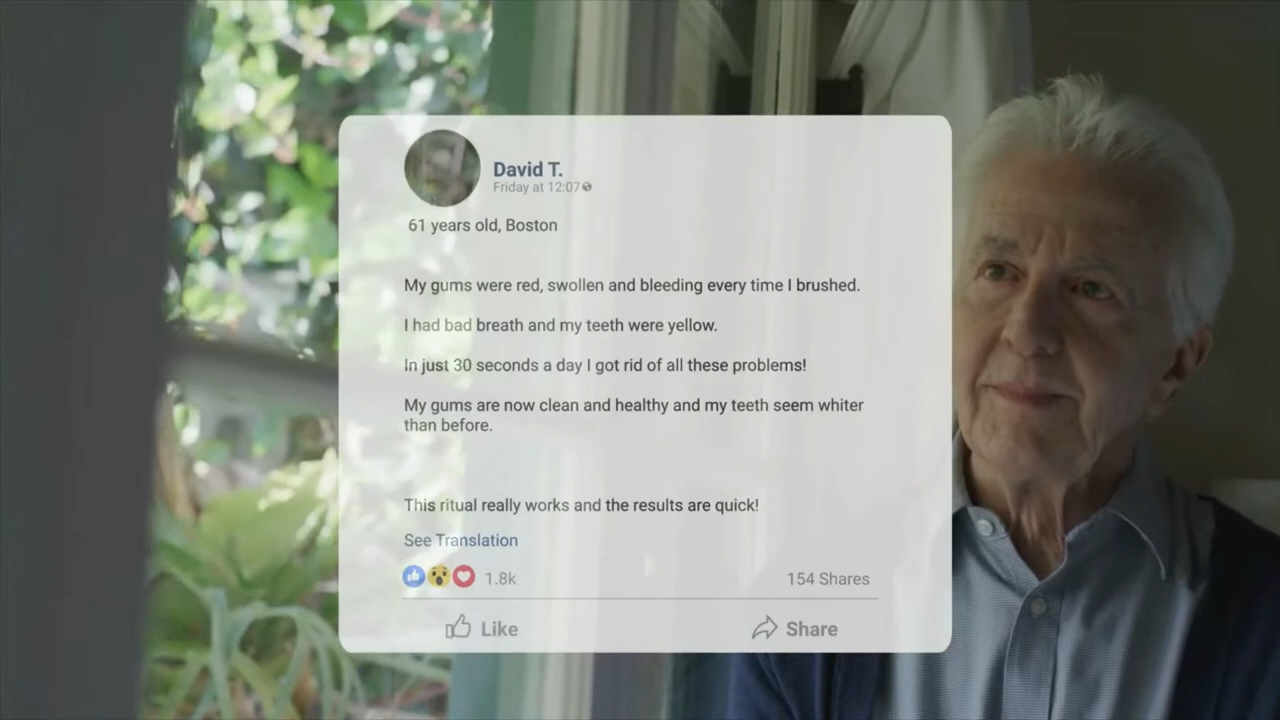 David T.
Friday at 12:07
61 years old, Boston
My gums were red, swollen and bleeding every time I brushed.
I had bad breath and my teeth were yellow.
In just 30 seconds a day I got rid of all these problems!
My gums are now clean and healthy and my teeth seem whiter
than before.
This ritual really works and the results are quick!
See Translation
1.8k
154 Shares
Like
Share